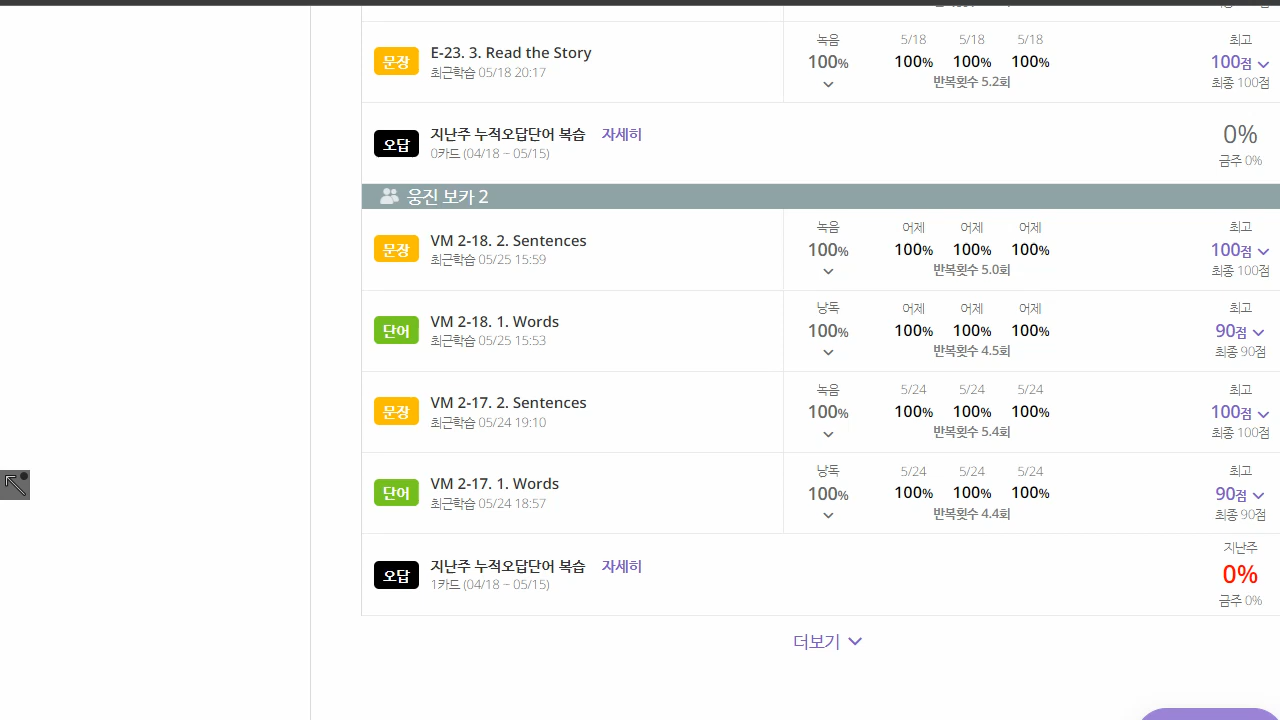 문장
E-23. 3. Read the Story
최근학습 05/18 20:17
녹음
100%
5/18 5/18 5/18
100% 100% 100%
반복횟수 5.2회
최고
100점
최종 100점
오답
지난주 누적오답단어 복습 자세히
0카드 (04/18 ~ 05/15)
0%
금주 0%
웅진 보카 2
문장
VM 2-18. 2. Sentences
최근학습 05/25 15:59
녹음
100%
어제 어제 어제
100% 100% 100%
반복횟수 5.0회
최고
100점
최종 100점
단어
VM 2-18. 1. Words
최근학습 05/25 15:53
낭독
100%
어제 어제 어제
100% 100% 100%
반복횟수 4.5회
최고
90점
최종 90점
문장
VM 2-17. 2. Sentences
최근학습 05/24 19:10
녹음
100%
5/24 5/24 5/24
100% 100% 100%
반복횟수 5.4회
최고
100점
최종 100점
단어
VM 2-17. 1. Words
최근학습 05/24 18:57
낭독
100%
5/24 5/24 5/24
100% 100% 100%
반복횟수 4.4회
최고
90점
최종 90점
오답
지난주 누적오답단어 복습 자세히
1카드 (04/18 ~ 05/15)
지난주
0%
금주 0%
더보기